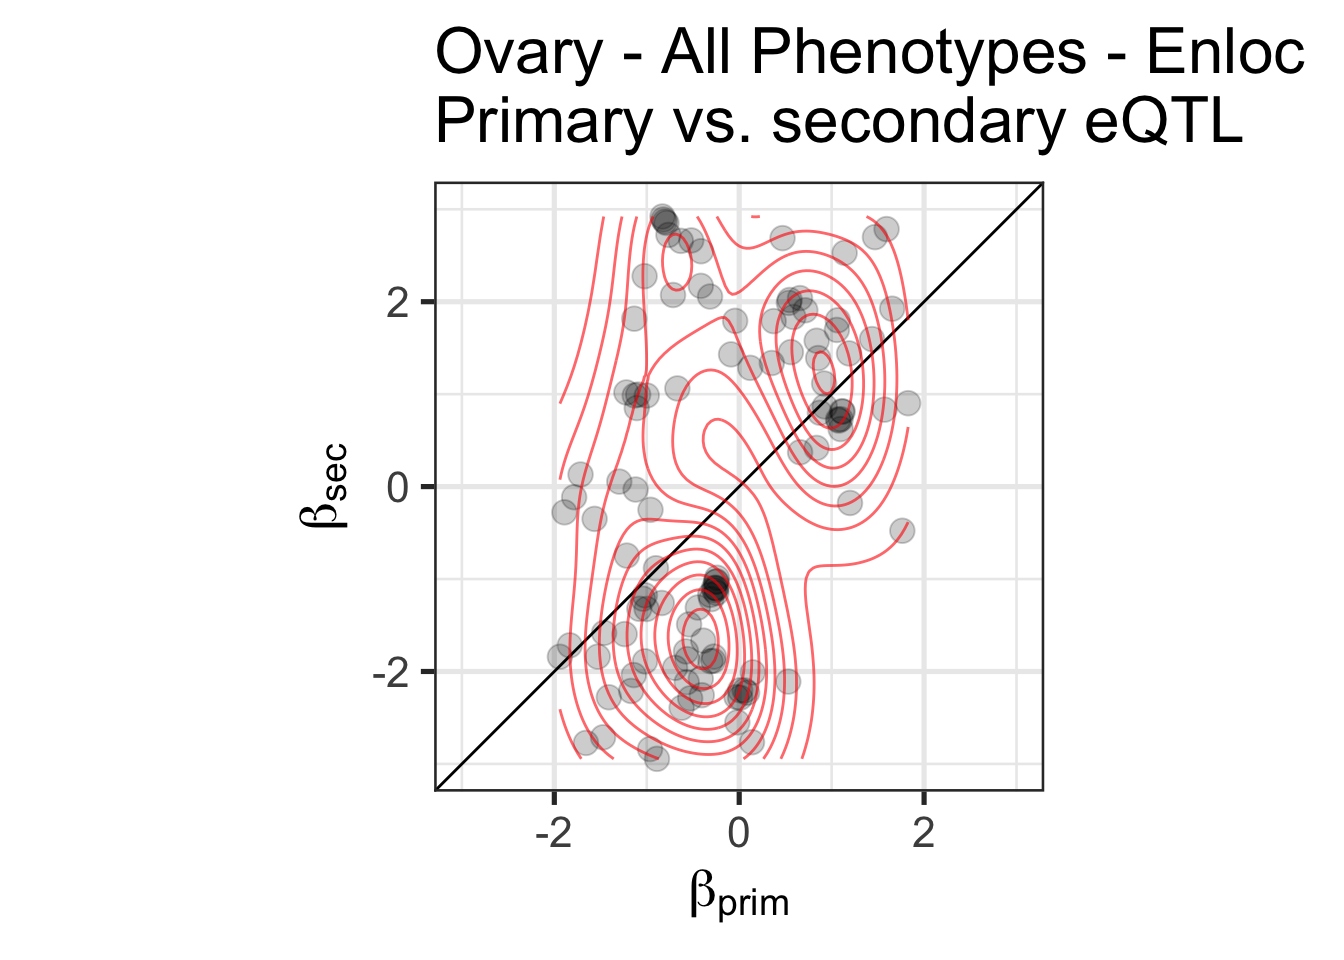 Ovary - All Phenotypes - Enloc
Primary vs. secondary eQTL
2
0
-2
βsec
-2 0 2
βprim